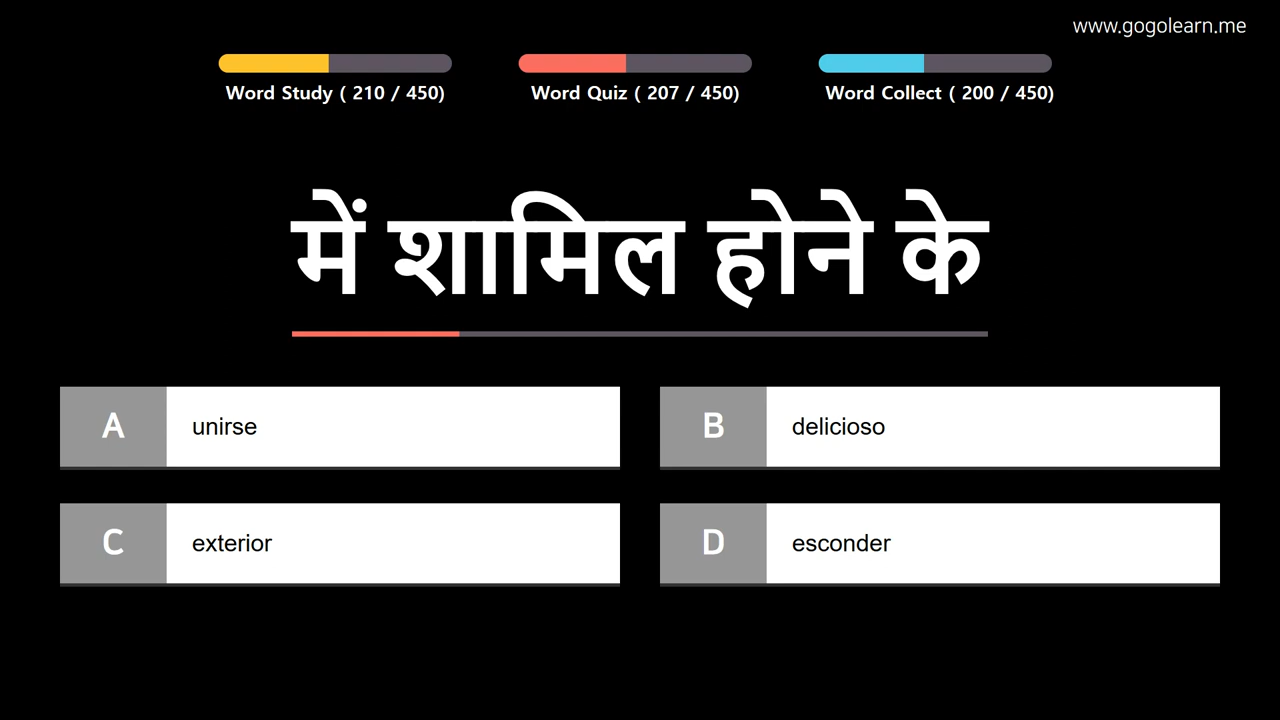 www.gogolearn.me
Word Study ( 210 / 450)
Word Quiz ( 207 / 450)
Word Collect ( 200 / 450)
में शामिल होने के
A unirse
B delicioso
C exterior
D esconder